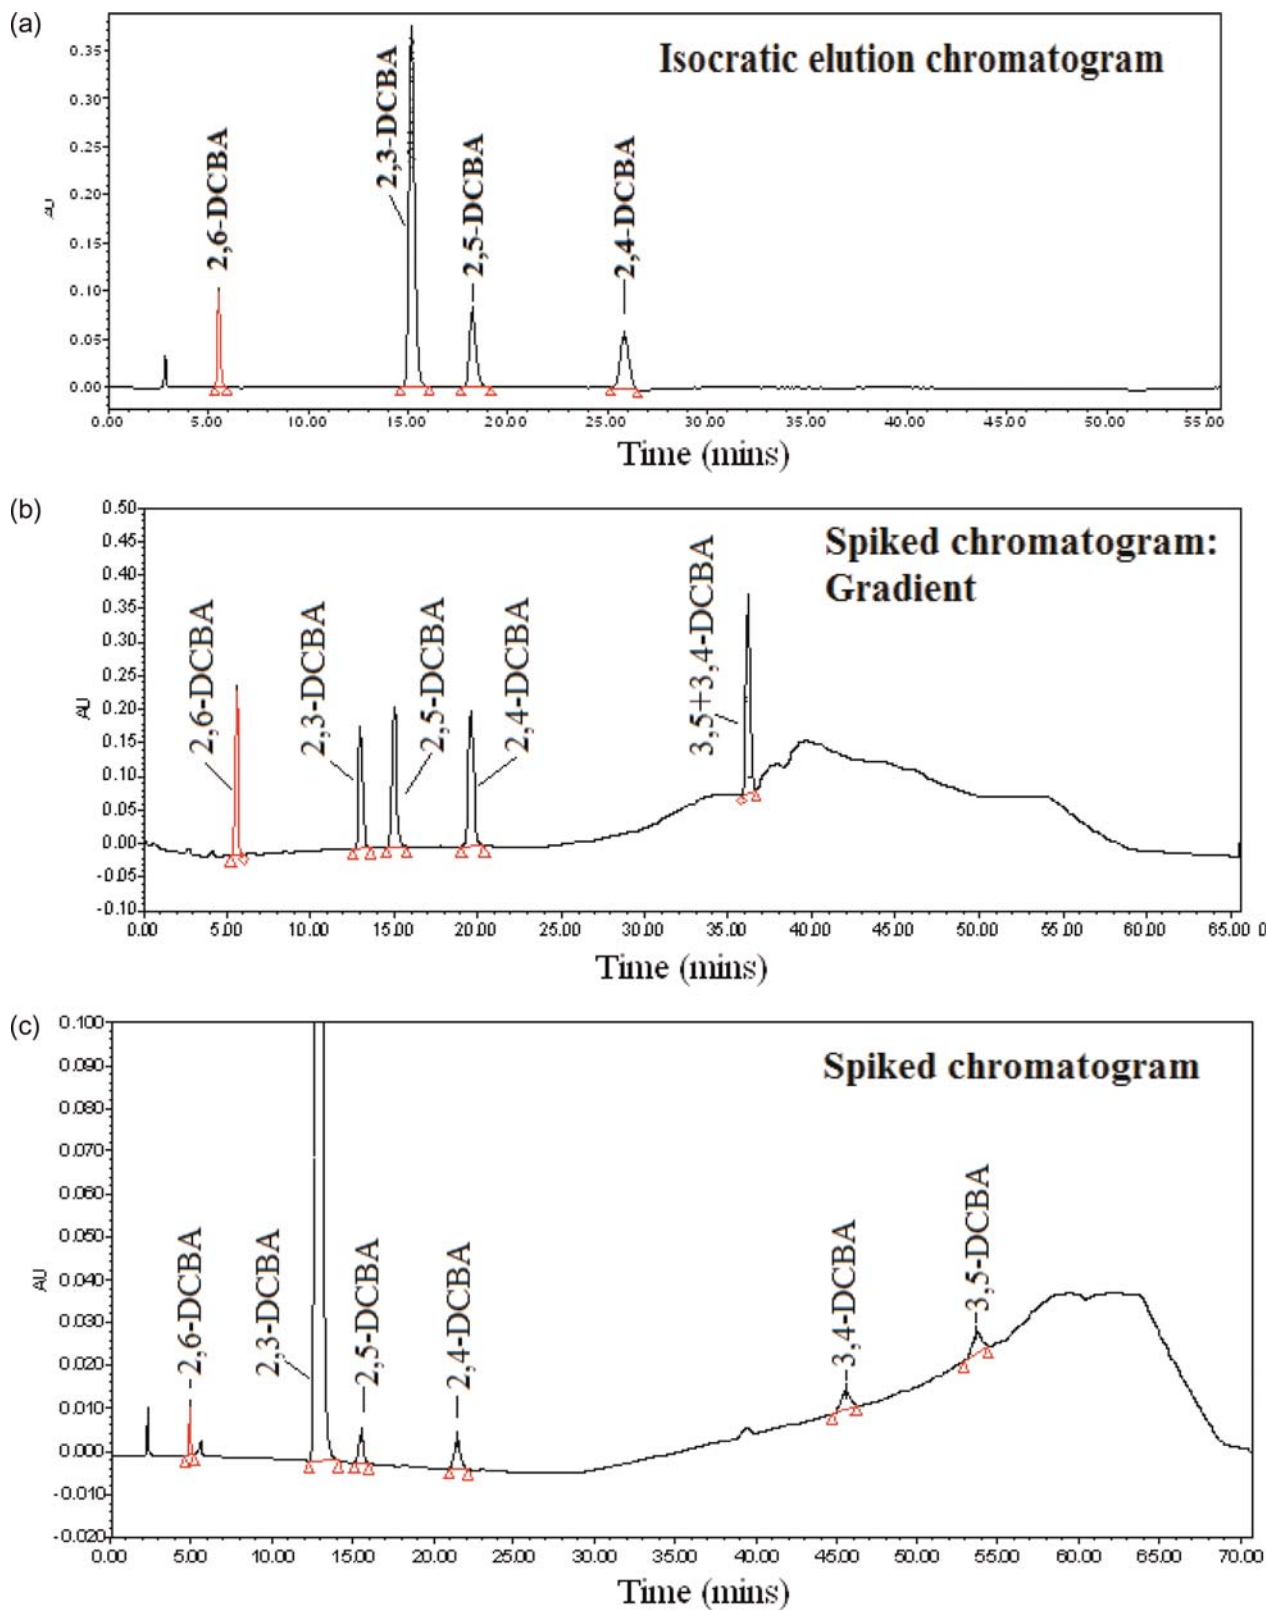 (a)
Isocratic elution chromatogram
2,6-DCBA
2,3-DCBA
2,5-DCBA
2,4-DCBA
AU
0.35
0.30
0.25
0.20
0.15
0.10
0.05
0.00
0.00 5.00 10.00 15.00 20.00 25.00 30.00 35.00 40.00 45.00 50.00 55.00
Time (mins)
(b)
Spiked chromatogram:
Gradient
2,6-DCBA
2,3-DCBA
2,5-DCBA
2,4-DCBA
3,5+3,4-DCBA
AU
0.50
0.45
0.40
0.35
0.30
0.25
0.20
0.15
0.10
0.05
0.00
-0.05
-0.10
0.00 5.00 10.00 15.00 20.00 25.00 30.00 35.00 40.00 45.00 50.00 55.00 60.00 65.00 0
Time (mins)
(c)
Spiked chromatogram
2,6-DCBA
2,3-DCBA
2,5-DCBA
2,4-DCBA
3,4-DCBA
3,5-DCBA
AU
0.100
0.090
0.080
0.070
0.060
0.050
0.040
0.030
0.020
0.010
0.000
-0.010
-0.020
0.00 5.00 10.00 15.00 20.00 25.00 30.00 35.00 40.00 45.00 50.00 55.00 60.00 65.00 70.00
Time (mins)